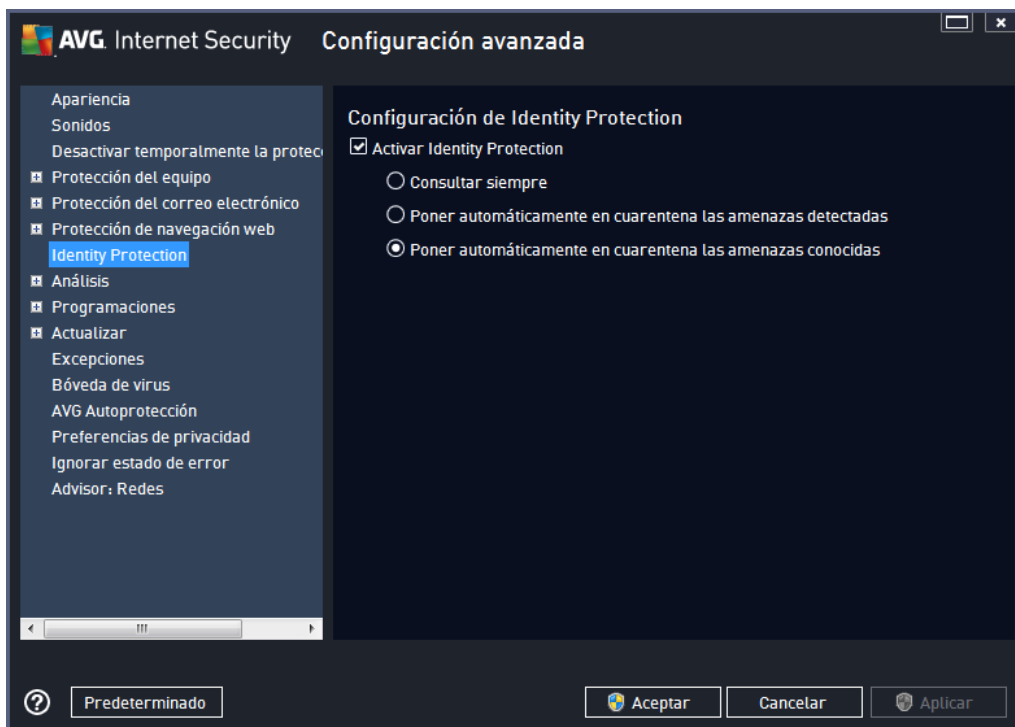 AVG. Internet Security Configuración avanzada
Apariencia
Sonidos
Desactivar temporalmente la protec
Protección del equipo
Protección del correo electrónico
Protección de navegación web
Identity Protection
Análisis
Programaciones
Actualizar
Excepciones
Bóveda de virus
AVG Autoprotección
Preferencias de privacidad
Ignorar estado de error
Advisor: Redes
Configuración de Identity Protection
Activar Identity Protection
Consultar siempre
Poner automáticamente en cuarentena las amenazas detectadas
Poner automáticamente en cuarentena las amenazas conocidas
Predeterminado
Aceptar
Cancelar
Aplicar